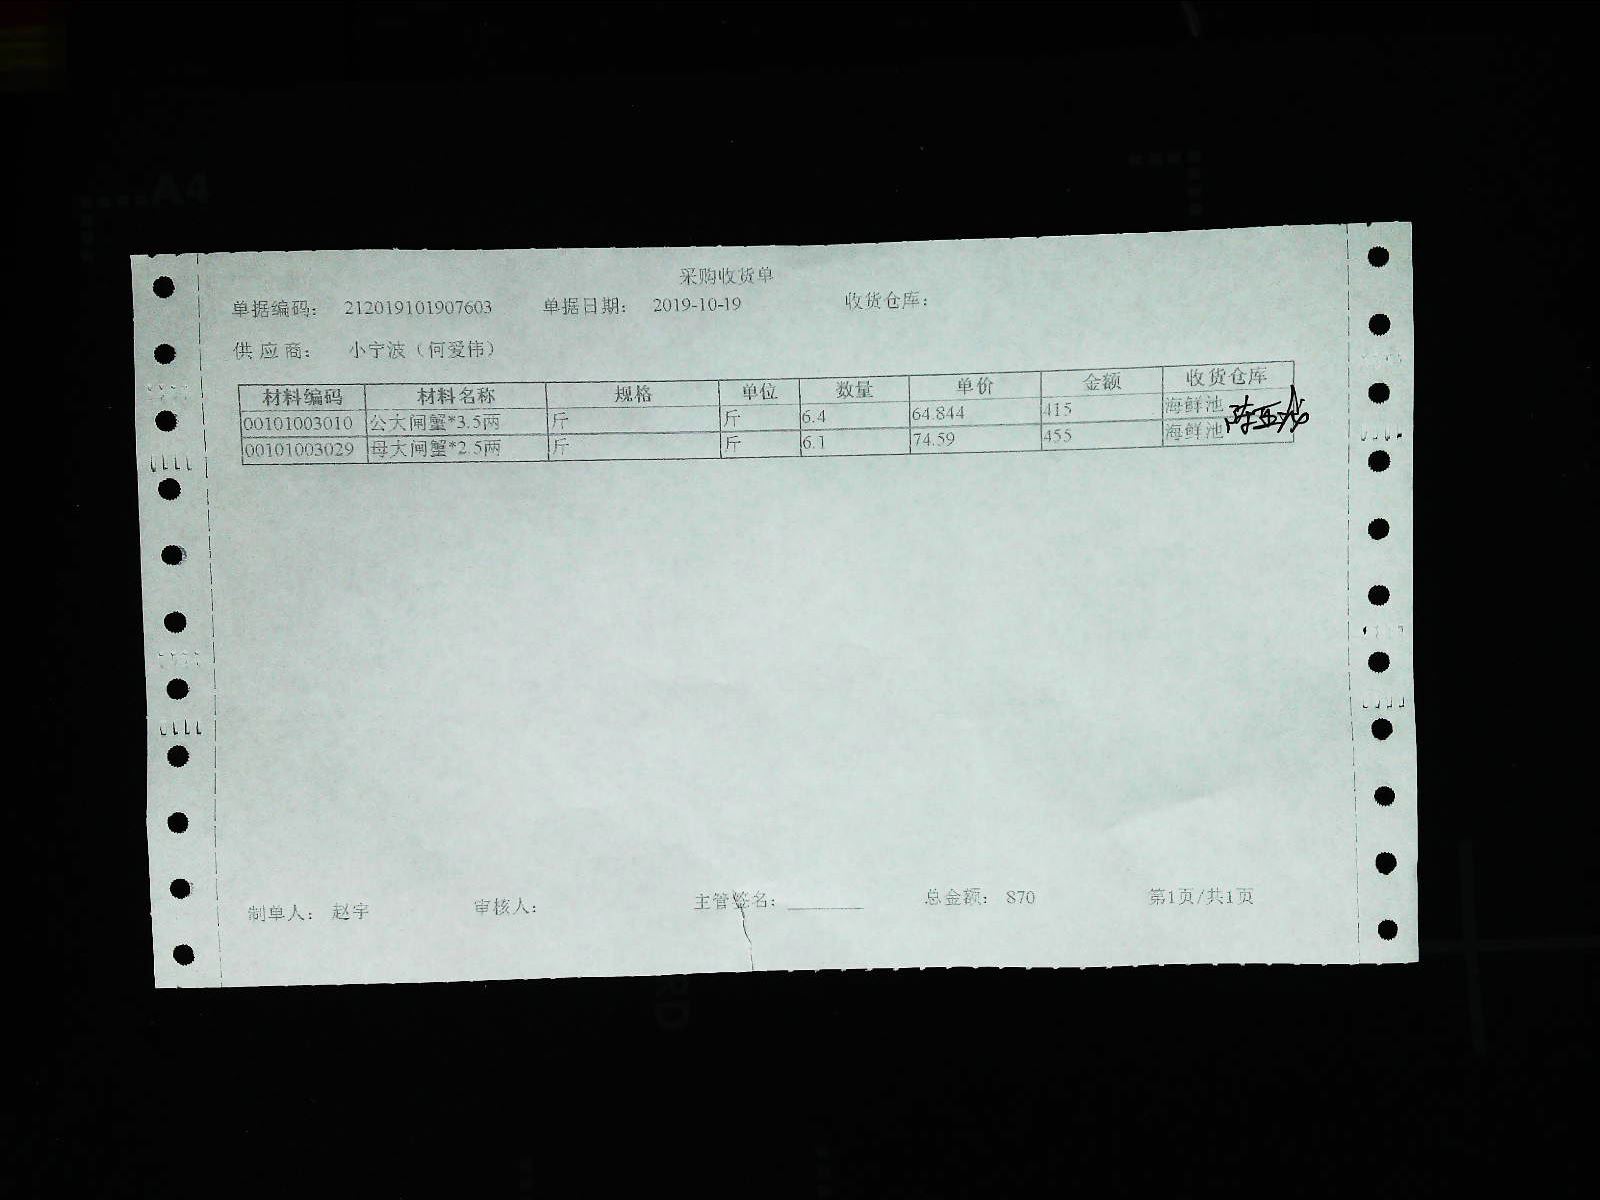 A4
采购收货单
单据编码： 212019101907603 单据日期： 2019-10-19 收货仓库：
供应商： 小宁波（何爱伟）
材料编码 材料名称 规格 单位 数量 单价 金额 收货仓库
00101003010 公大闸蟹*3.5两 斤 斤 6.4 64.844 415 海鲜池
00101003029 母大闸蟹*2.5两 斤 斤 6.1 74.59 455 海鲜池
制单人： 赵宇 审核人： 主管签名： 总金额： 870 第1页/共1页